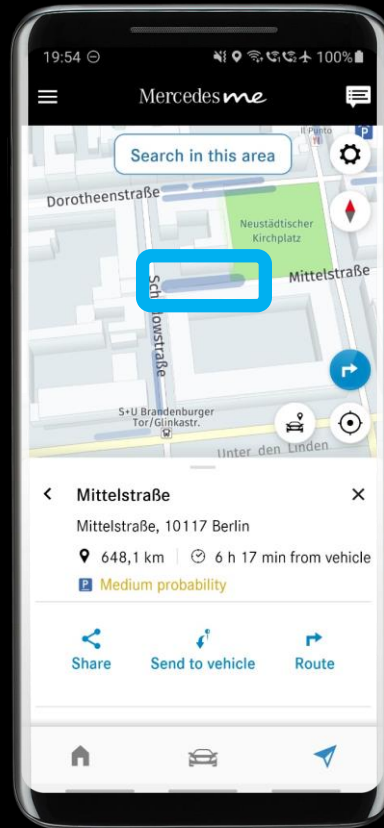 19:54
100%
Mercedes me
Search in this area
Il Punto
P
Dorotheenstraße
Neustädtischer
Kirchplatz
Mittelstraße
Schadowstraße
S+U Brandenburger
Tor/Glinkastr.
Unter den Linden
Mittelstraße
Mittelstraße, 10117 Berlin
648,1 km
6 h 17 min from vehicle
P Medium probability
Share
Send to vehicle
Route